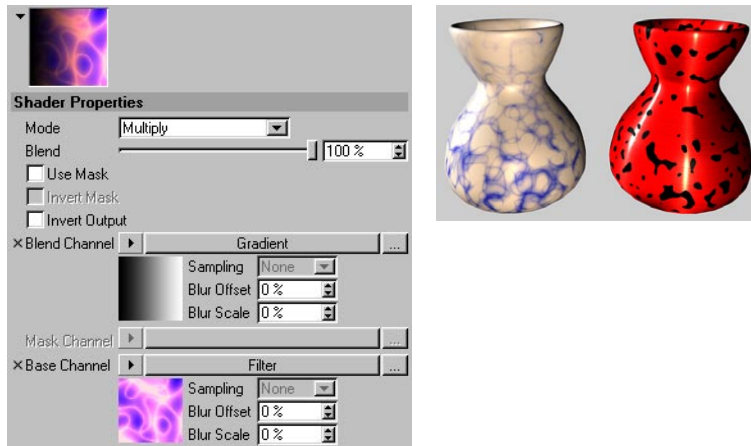 Shader Properties
Mode Multiply
Blend 100 %
Use Mask
Invert Mask
Invert Output
×Blend Channel Gradient ...
Sampling None
Blur Offset 0 %
Blur Scale 0 %
Mask Channel ...
×Base Channel Filter ...
Sampling None
Blur Offset 0 %
Blur Scale 0 %